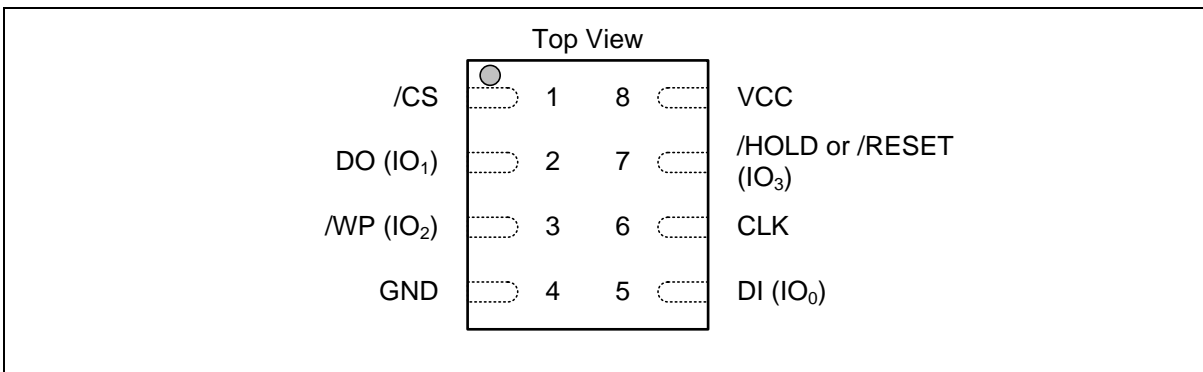 Top View
/CS 1 8 VCC
DO (IO₁) 2 7 /HOLD or /RESET
(IO₃)
/WP (IO₂) 3 6 CLK
GND 4 5 DI (IO₀)